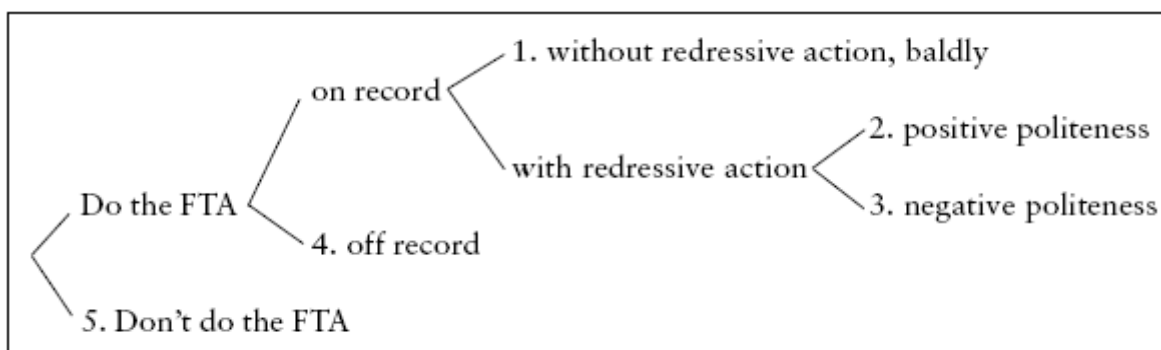 1. without redressive action, baldly
on record
2. positive politeness
with redressive action
3. negative politeness
Do the FTA
4. off record
5. Don't do the FTA